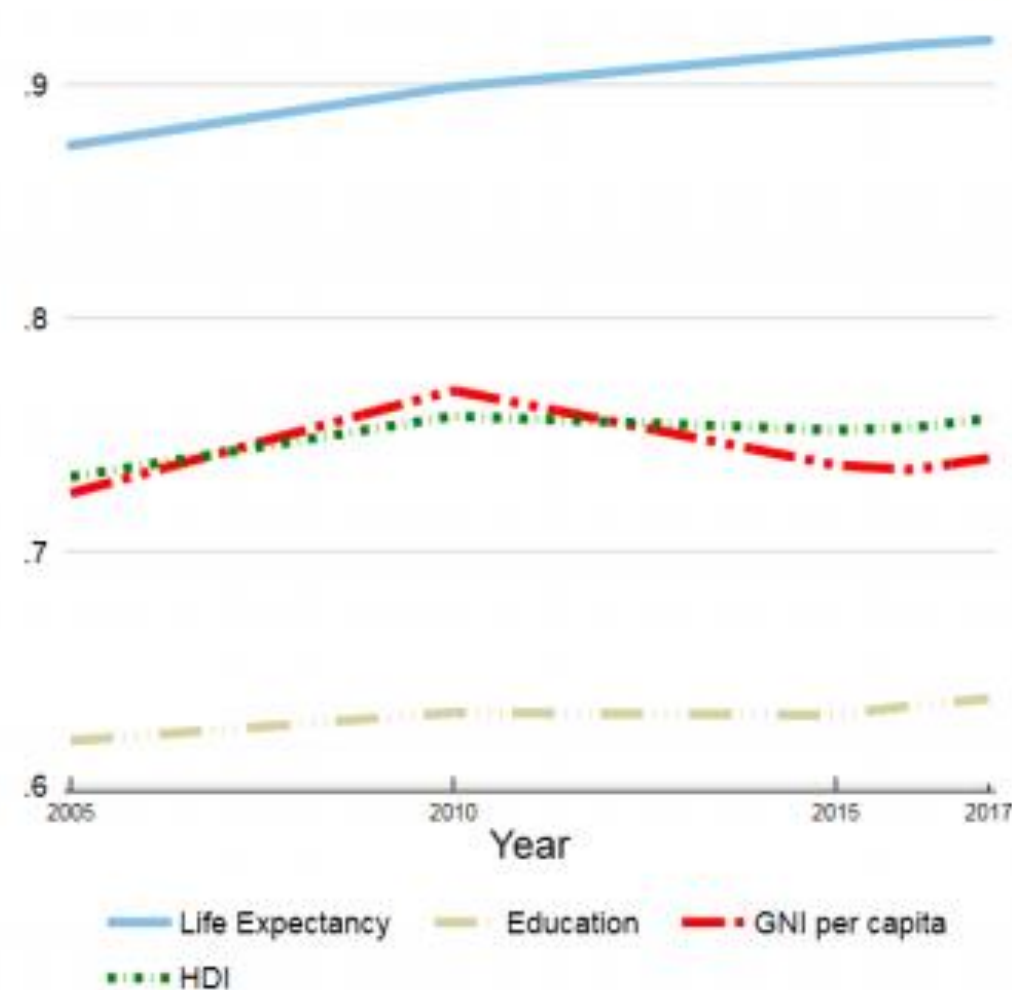 .9
.8
.7
.6
2005 2010 2015 2017
Year
Life Expectancy Education GNI per capita
HDI